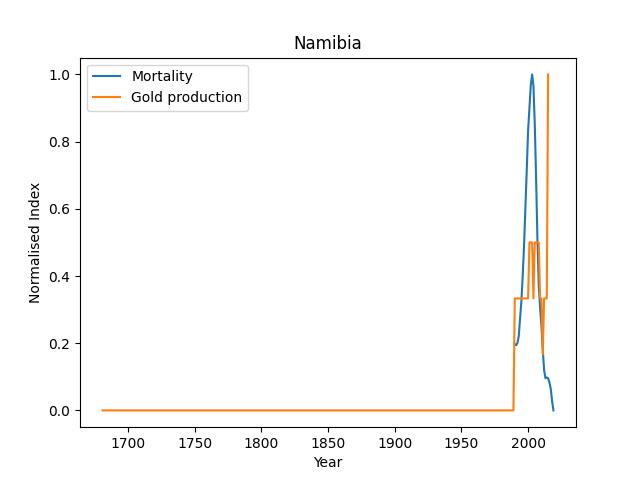 Namibia
Mortality
Gold production
1.0
0.8
0.6
0.4
0.2
0.0
Normalised Index
1700 1750 1800 1850 1900 1950 2000
Year